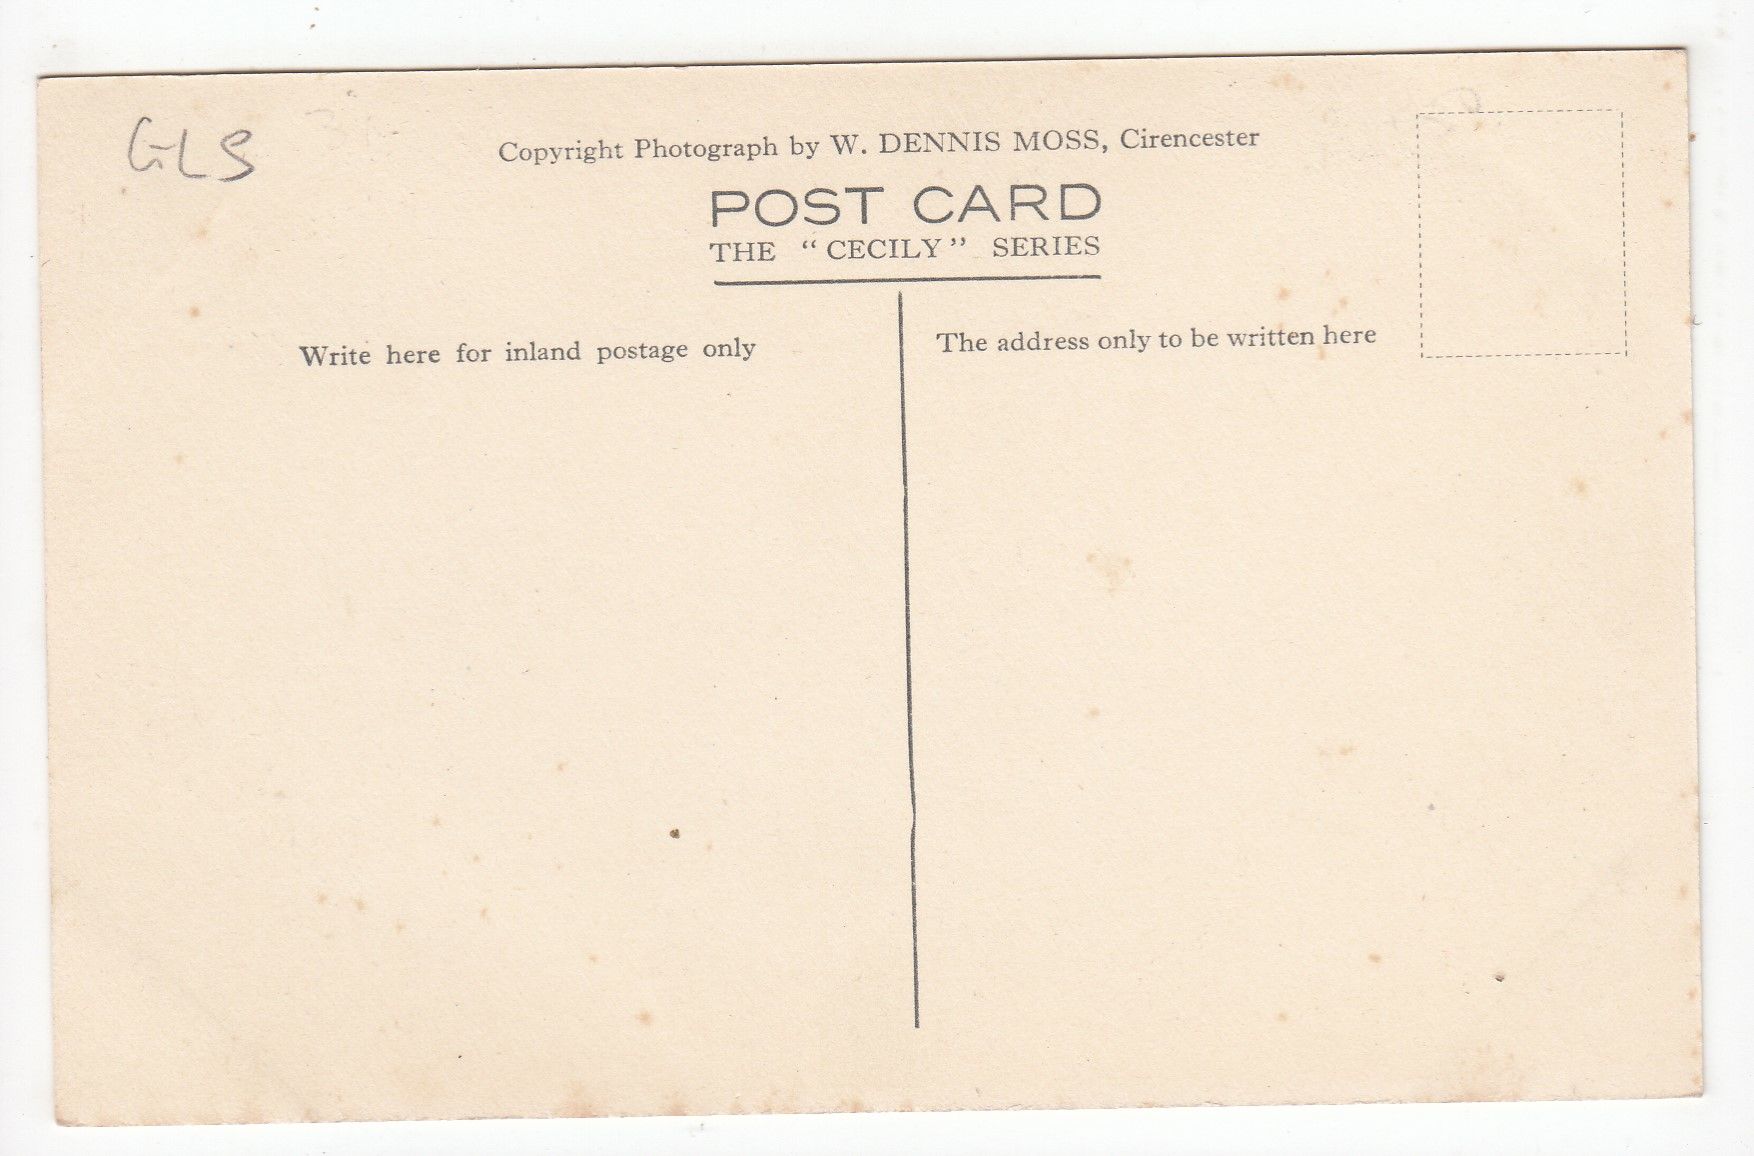 GLS
Copyright Photograph by W. DENNIS MOSS, Cirencester
POST CARD
THE “CECILY” SERIES
Write here for inland postage only
The address only to be written here